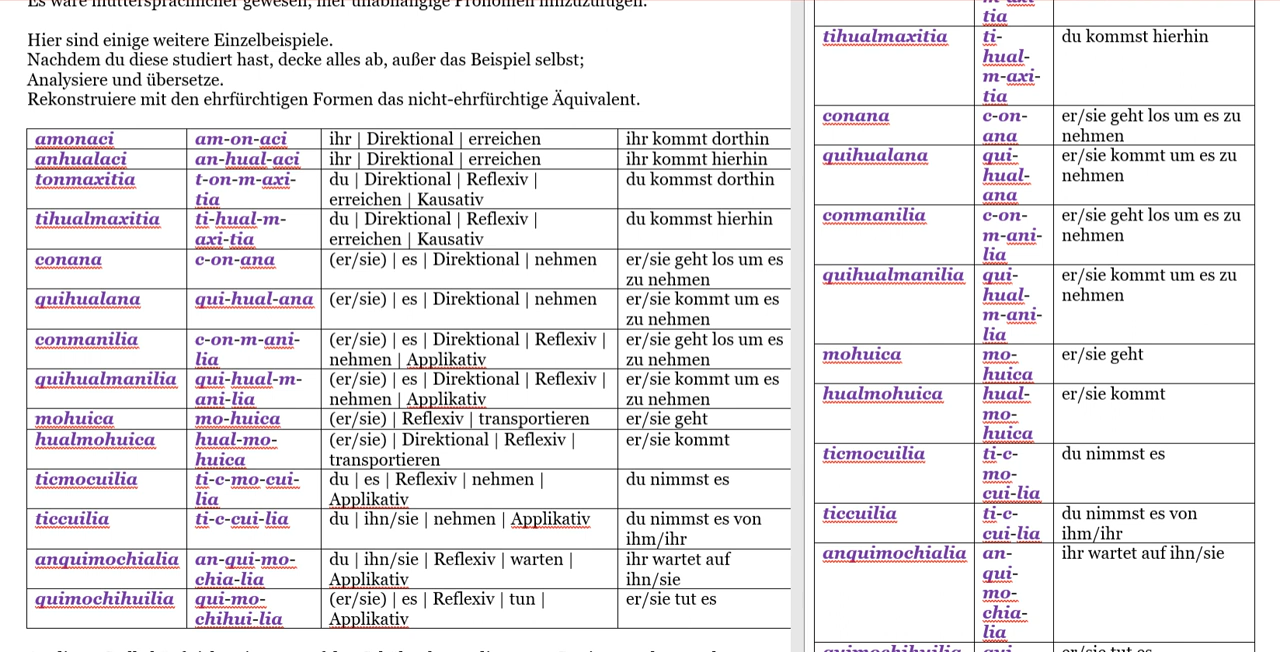 Es wäre muttersprachlicher gewesen, hier unabhängige Pronomen hinzuzufügen.
Hier sind einige weitere Einzelbeispiele.
Nachdem du diese studiert hast, decke alles ab, außer das Beispiel selbst;
Analysiere und übersetze.
Rekonstruiere mit den ehrfürchtigen Formen das nicht-ehrfürchtige Äquivalent.
amonaci am-on-aci ihr | Direktional | erreichen ihr kommt dorthin
anhualaci an-hual-aci ihr | Direktional | erreichen ihr kommt hierhin
tonmaxitia t-on-m-axi- du | Direktional | Reflexiv | du kommst dorthin
tia erreichen | Kausativ
tihualmaxitia ti-hual-m- du | Direktional | Reflexiv | du kommst hierhin
axi-tia erreichen | Kausativ
conana c-on-ana (er/sie) | es | Direktional | nehmen er/sie geht los um es
zu nehmen
quihualana qui-hual-ana (er/sie) | es | Direktional | nehmen er/sie kommt um es
zu nehmen
conmanilia c-on-m-ani- (er/sie) | es | Direktional | Reflexiv | er/sie geht los um es
lia nehmen | Applikativ zu nehmen
quihualmanilia qui-hual-m- (er/sie) | es | Direktional | Reflexiv | er/sie kommt um es
ani-lia nehmen | Applikativ zu nehmen
mohuica mo-huica (er/sie) | Reflexiv | transportieren er/sie geht
hualmohuica hual-mo- (er/sie) | Direktional | Reflexiv | er/sie kommt
huica transportieren
ticmocuilia ti-c-mo-cui- du | es | Reflexiv | nehmen | du nimmst es
lia Applikativ
ticcuilia ti-c-cui-lia du | ihn/sie | nehmen | Applikativ du nimmst es von
ihm/ihr
anquimochialia an-qui-mo- du | ihn/sie | Reflexiv | warten | ihr wartet auf
chia-lia Applikativ ihn/sie
quimochihuilia qui-mo- (er/sie) | es | Reflexiv | tun | er/sie tut es
chihui-lia Applikativ
tia
tihualmaxitia ti- du kommst hierhin
hual-
m-axi-
tia
conana c-on- er/sie geht los um es zu
ana nehmen
quihualana qui- er/sie kommt um es zu
hual- nehmen
ana
conmanilia c-on- er/sie geht los um es zu
m-ani- nehmen
lia
quihualmanilia qui- er/sie kommt um es zu
hual- nehmen
m-ani-
lia
mohuica mo- er/sie geht
huica
hualmohuica hual- er/sie kommt
mo-
huica
ticmocuilia ti-c- du nimmst es
mo-
cui-lia
ticcuilia ti-c- du nimmst es von
cui-lia ihm/ihr
anquimochialia an- ihr wartet auf ihn/sie
qui-
mo-
chia-
lia